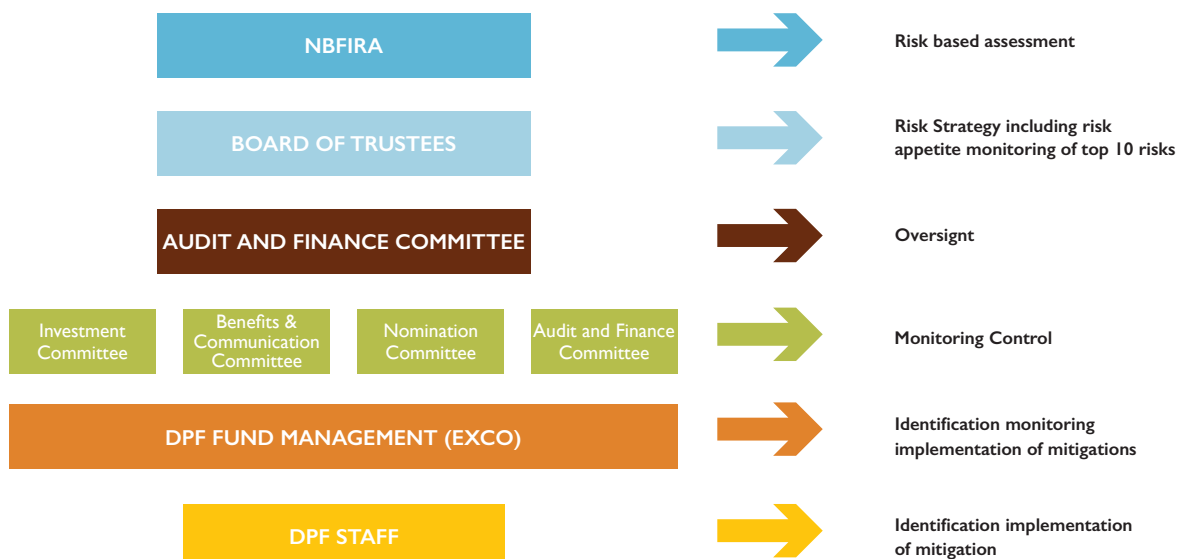 NBFIRA
Risk based assessment
BOARD OF TRUSTEES
Risk Strategy including risk
appetite monitoring of top 10 risks
AUDIT AND FINANCE COMMITTEE
Oversignt
Investment
Committee
Benefits &
Communication
Committee
Nomination
Committee
Audit and Finance
Committee
Monitoring Control
DPF FUND MANAGEMENT (EXCO)
Identification monitoring
implementation of mitigations
DPF STAFF
Identification implementation
of mitigation